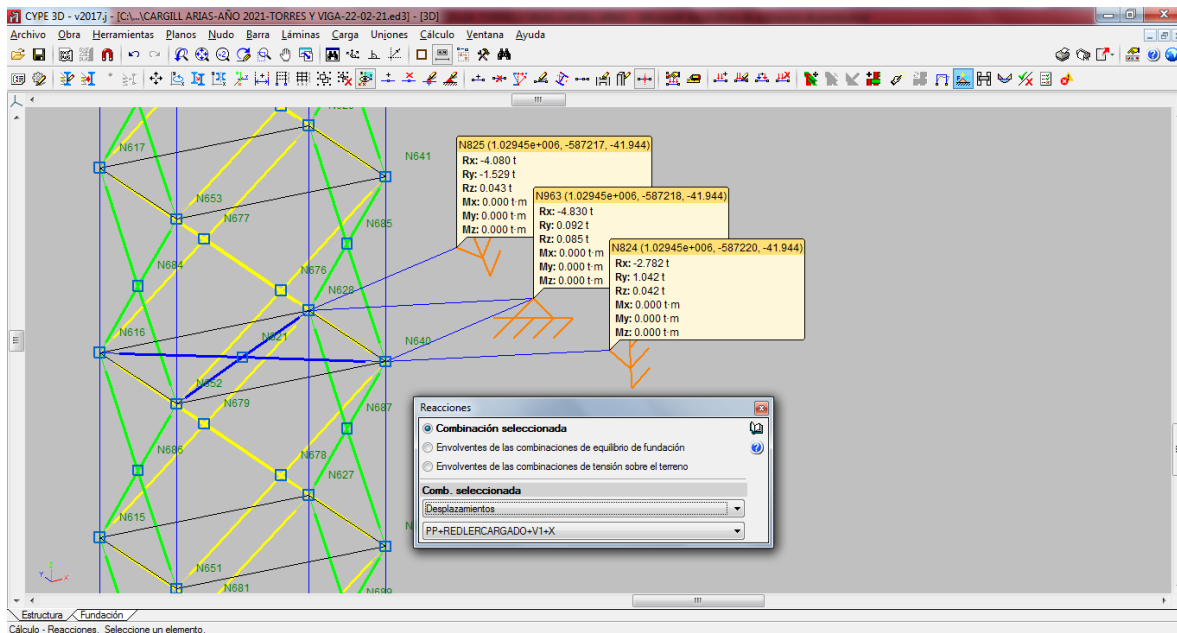 CYPE 3D - v2017.j - [C:\...\CARGILL ARIAS-AÑO 2021-TORRES Y VIGA-22-02-21.ed3] - [3D]
Archivo Obra Herramientas Planos Nudo Barra Láminas Carga Uniones Cálculo Ventana Ayuda
N617
N641
N653
N677
N685
N684
N676
N628
N616
N621
N640
N652
N679
N687
N686
N678
N627
N615
N651
N681
N689
N825 (1.02945e+006, -587217, -41.944)
Rx: -4.080 t
Ry: -1.529 t
Rz: 0.043 t
Mx: 0.000 t·m
My: 0.000 t·m
Mz: 0.000 t·m
N963 (1.02945e+006, -587218, -41.944)
Rx: -4.830 t
Ry: 0.092 t
Rz: 0.085 t
Mx: 0.000 t·m
My: 0.000 t·m
Mz: 0.000 t·m
N824 (1.02945e+006, -587220, -41.944)
Rx: -2.782 t
Ry: 1.042 t
Rz: 0.042 t
Mx: 0.000 t·m
My: 0.000 t·m
Mz: 0.000 t·m
Reacciones
Combinación seleccionada
Envolventes de las combinaciones de equilibrio de fundación
Envolventes de las combinaciones de tensión sobre el terreno
Comb. seleccionada
Desplazamientos
PP+REDLERCARGADO+V1+X
Z
Y
X
Estructura
Fundación
Cálculo - Reacciones. Seleccione un elemento.